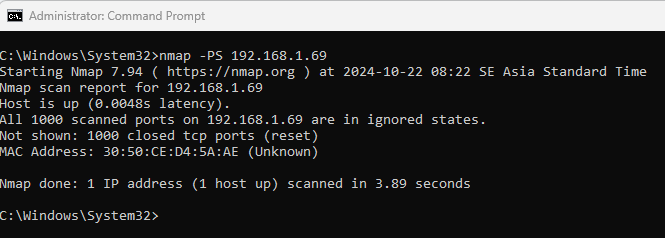 Administrator: Command Prompt
C:\Windows\System32>nmap -PS 192.168.1.69
Starting Nmap 7.94 ( https://nmap.org ) at 2024-10-22 08:22 SE Asia Standard Time
Nmap scan report for 192.168.1.69
Host is up (0.0048s latency).
All 1000 scanned ports on 192.168.1.69 are in ignored states.
Not shown: 1000 closed tcp ports (reset)
MAC Address: 30:50:CE:D4:5A:AE (Unknown)
Nmap done: 1 IP address (1 host up) scanned in 3.89 seconds
C:\Windows\System32>